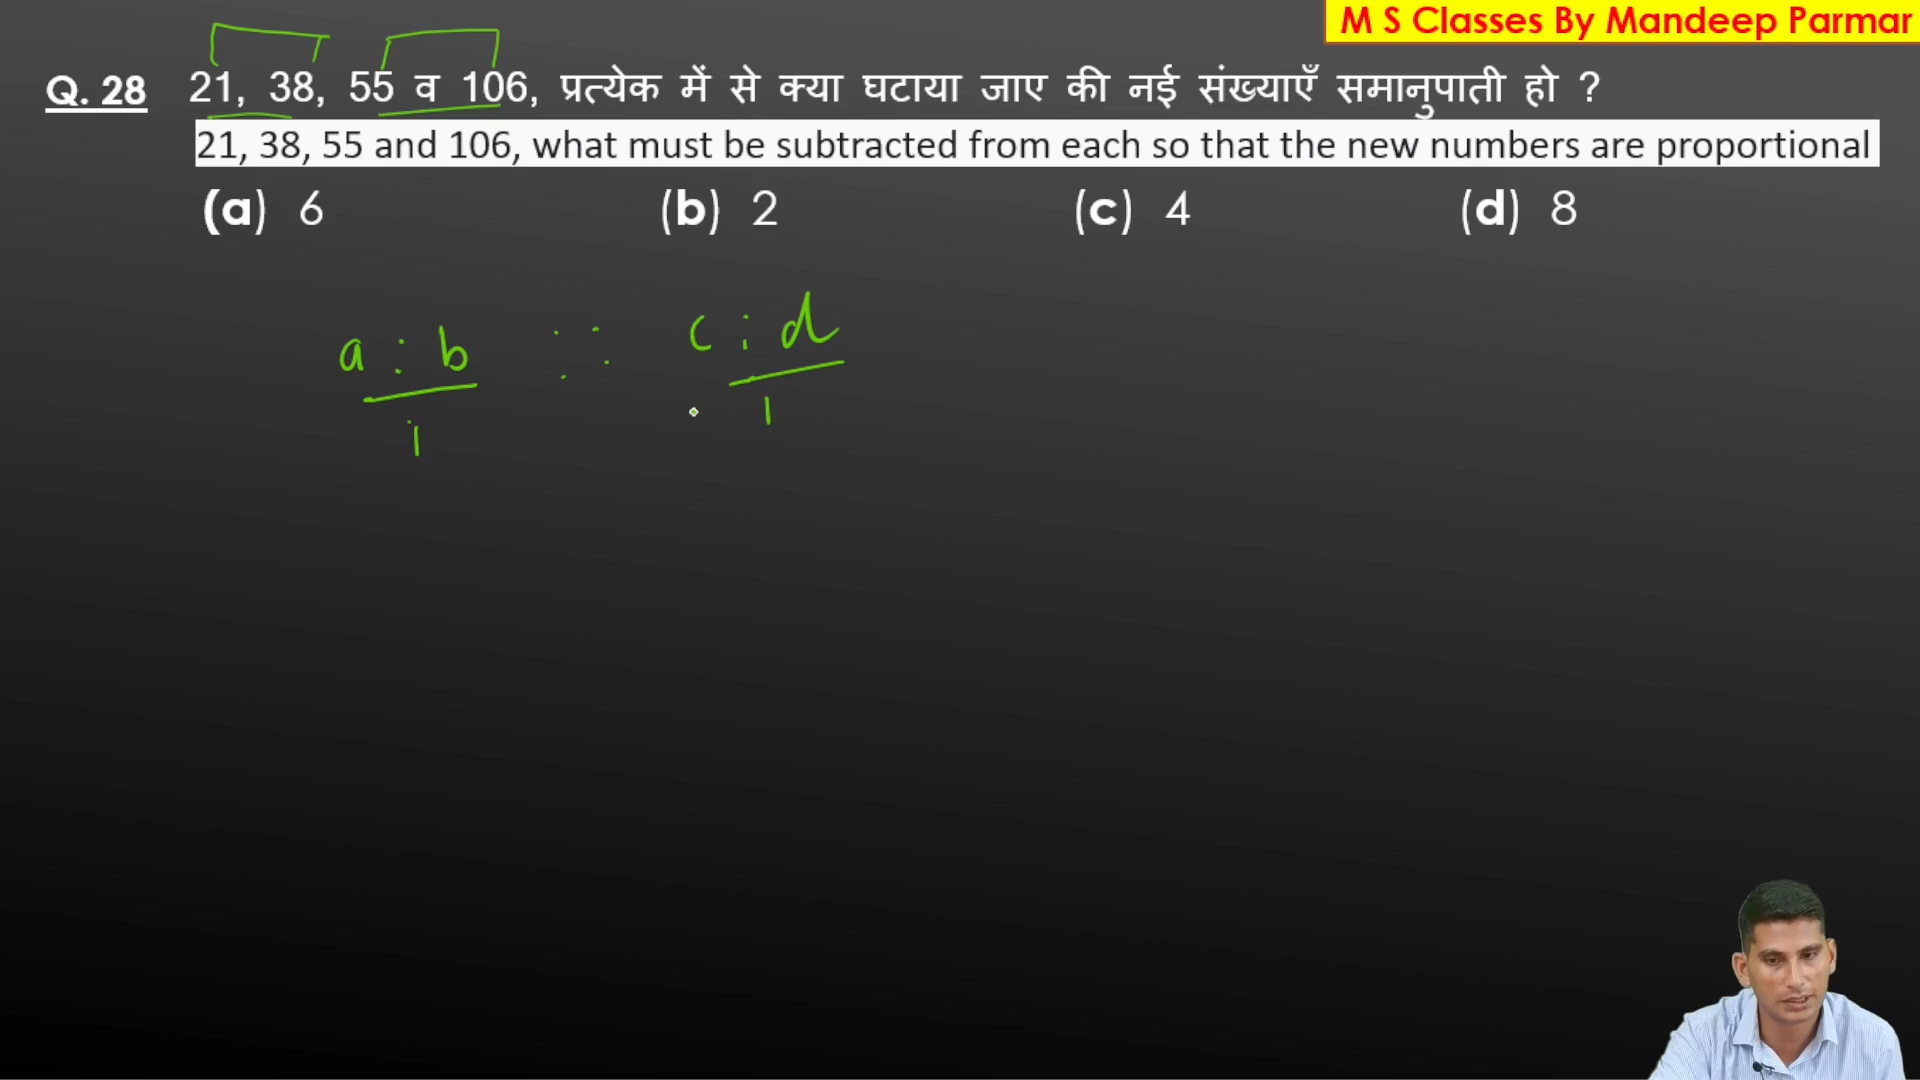 M S Classes By Mandeep Parmar
Q. 28 21, 38, 55 व 106, प्रत्येक में से क्या घटाया जाए की नई संख्याएँ समानुपाती हो ?
21, 38, 55 and 106, what must be subtracted from each so that the new numbers are proportional
(a) 6 (b) 2 (c) 4 (d) 8
a : b :: c : d
1 1